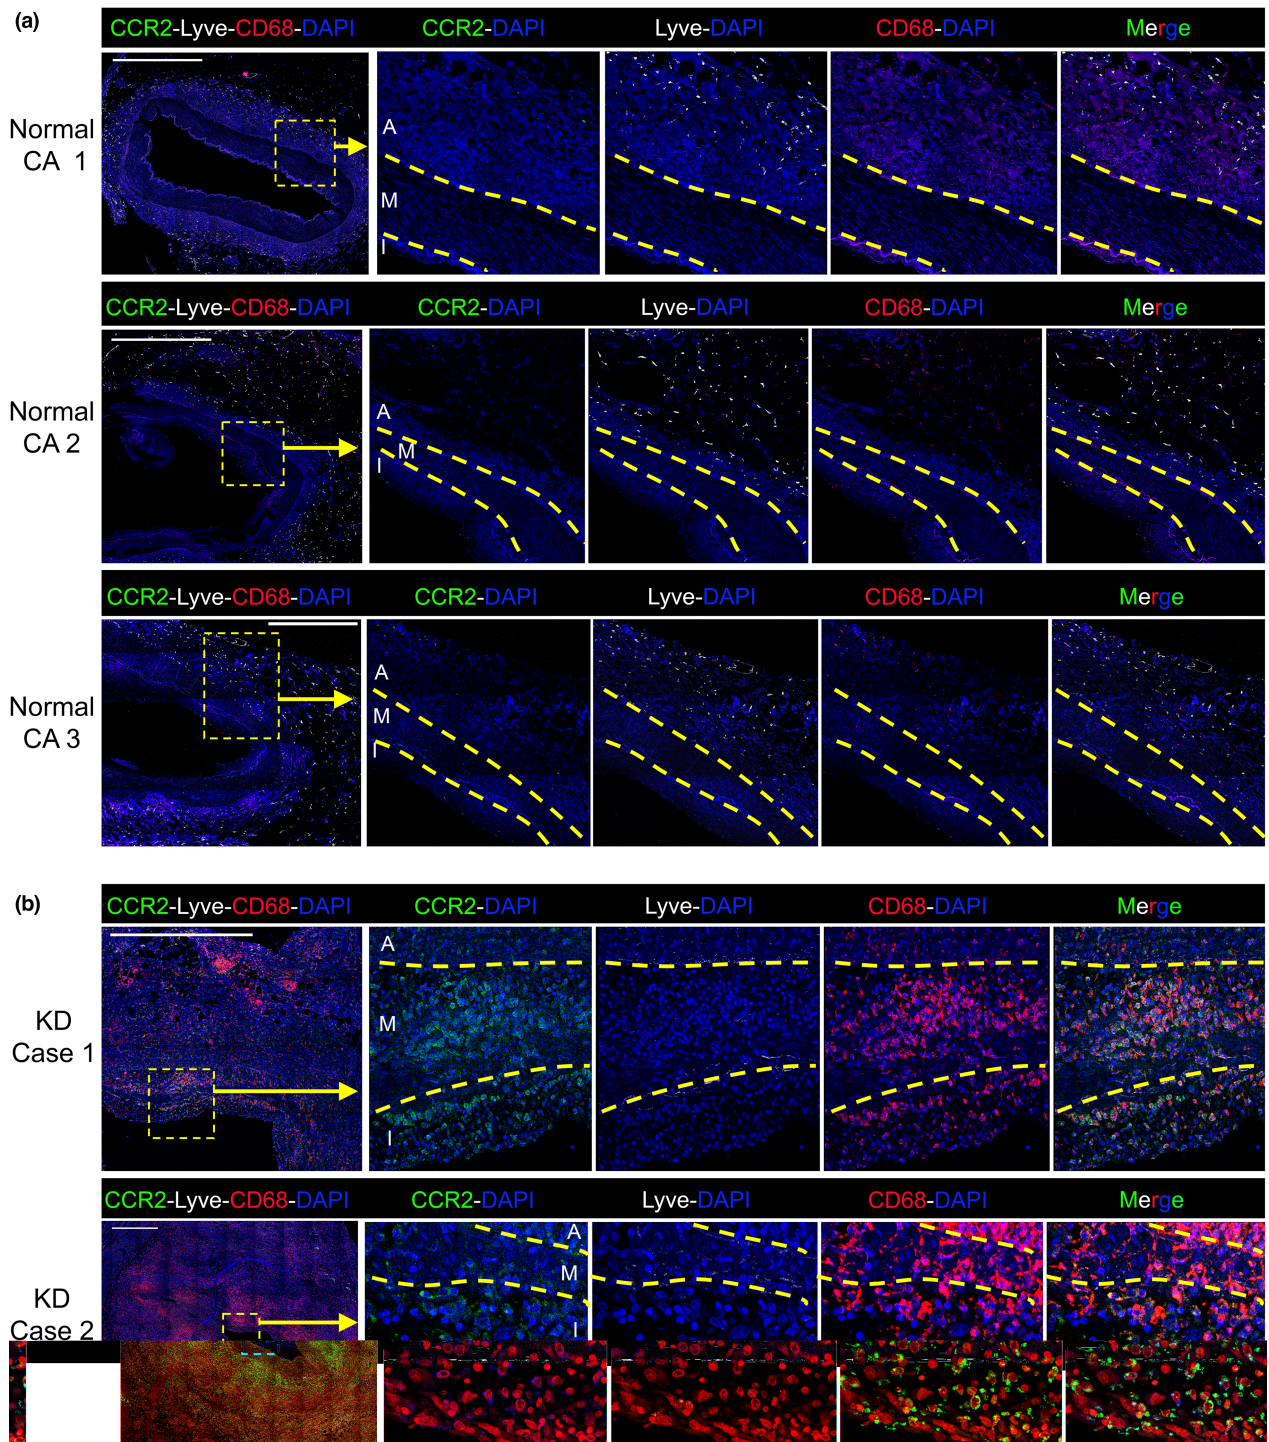 (a)
CCR2-Lyve-CD68-DAPI CCR2-DAPI Lyve-DAPI CD68-DAPI Merge
Normal
CA 1
A
M
I
CCR2-Lyve-CD68-DAPI CCR2-DAPI Lyve-DAPI CD68-DAPI Merge
Normal
CA 2
A
M
I
CCR2-Lyve-CD68-DAPI CCR2-DAPI Lyve-DAPI CD68-DAPI Merge
Normal
CA 3
A
M
I
(b)
CCR2-Lyve-CD68-DAPI CCR2-DAPI Lyve-DAPI CD68-DAPI Merge
KD
Case 1
A
M
I
CCR2-Lyve-CD68-DAPI CCR2-DAPI Lyve-DAPI CD68-DAPI Merge
KD
Case 2
A
M
I